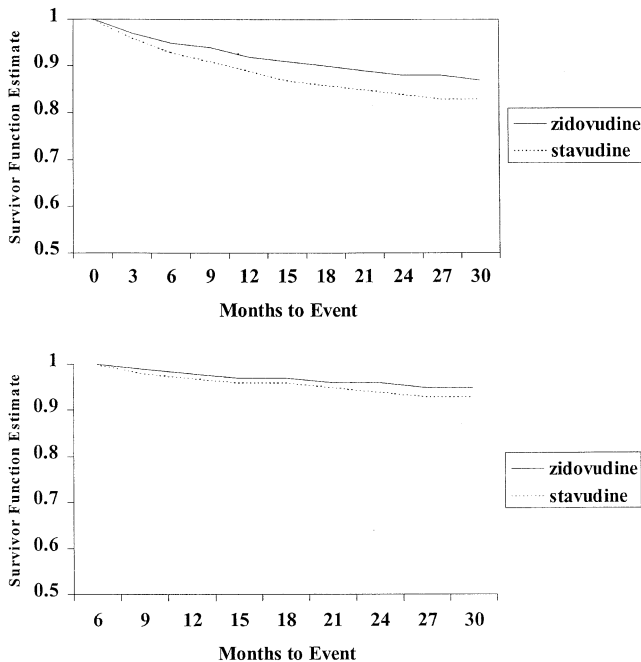 1
0.9
0.8
0.7
0.6
0.5
Survivor Function Estimate
0 3 6 9 12 15 18 21 24 27 30
Months to Event
zidovudine
stavudine
1
0.9
0.8
0.7
0.6
0.5
Survivor Function Estimate
6 9 12 15 18 21 24 27 30
Months to Event
zidovudine
stavudine